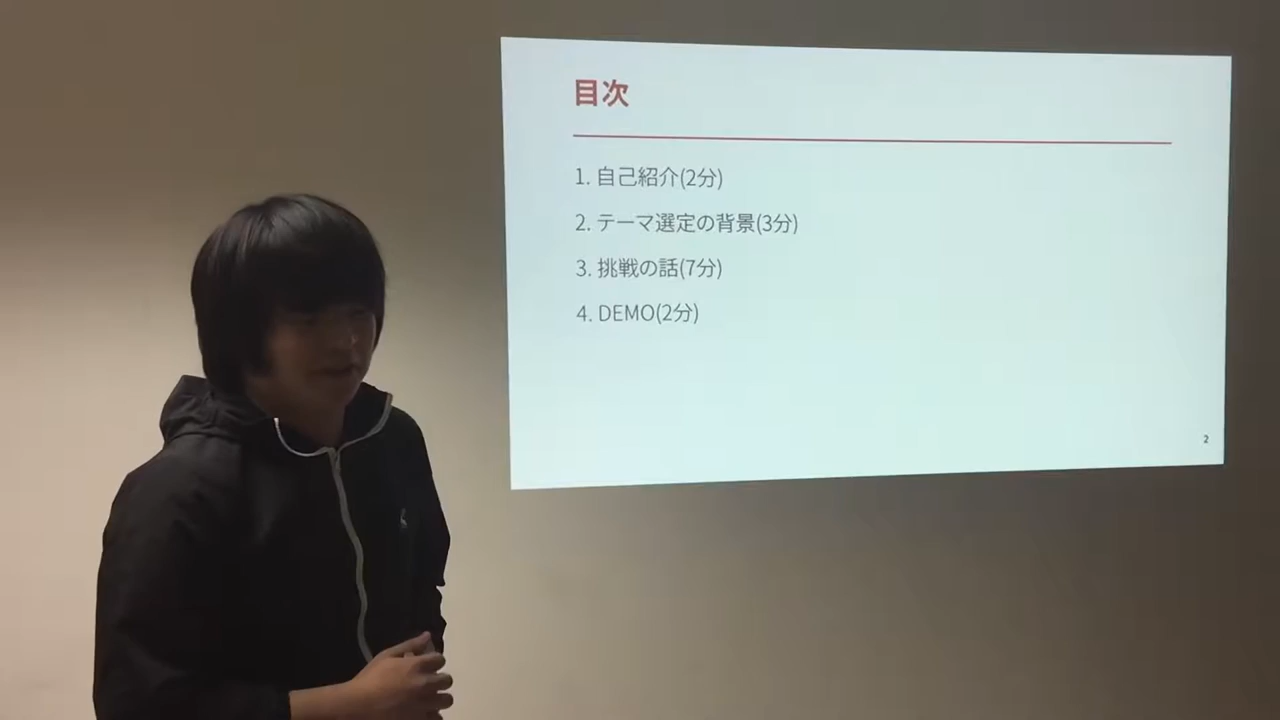 目次
1. 自己紹介(2分)
2. テーマ選定の背景(3分)
3. 挑戦の話(7分)
4. DEMO(2分)
2